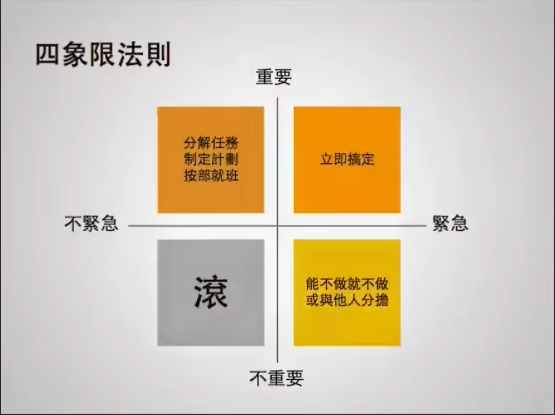 四象限法則
重要
分解任務
制定計劃
按部就班
立即搞定
不緊急
緊急
滾
能不做就不做
或與他人分擔
不重要